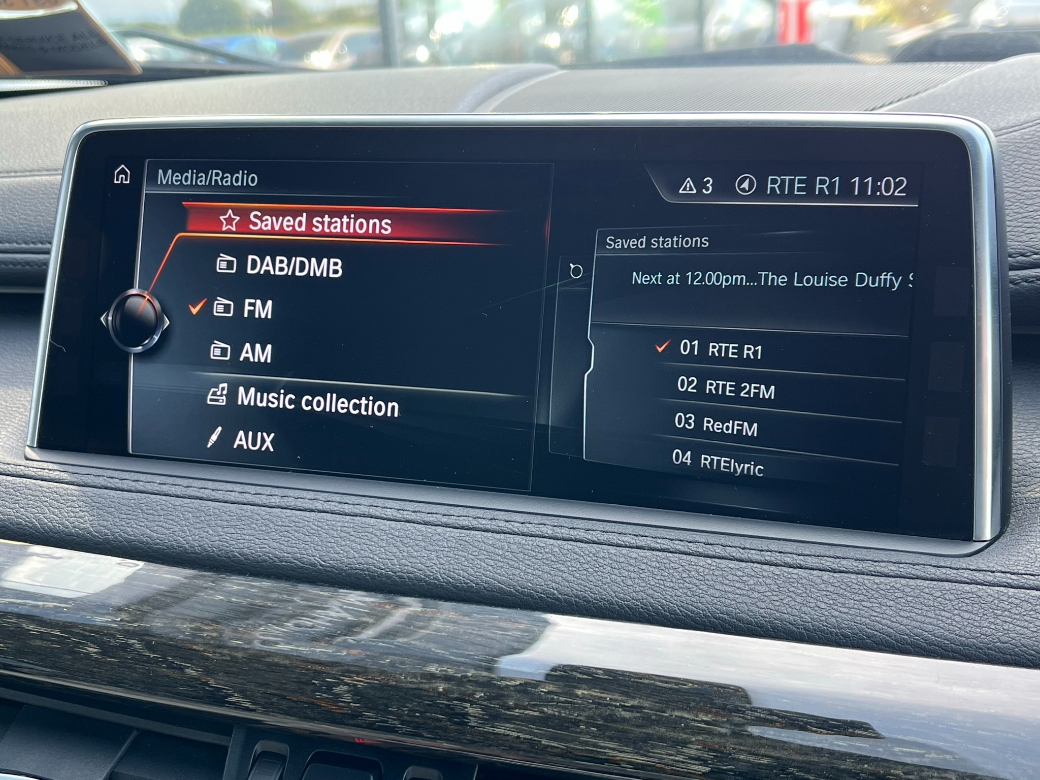 Media/Radio
3 RTE R1 11:02
Saved stations
DAB/DMB
FM
AM
Music collection
AUX
Saved stations
Next at 12.00pm...The Louise Duffy
01 RTE R1
02 RTE 2FM
03 RedFM
04 RTElyric